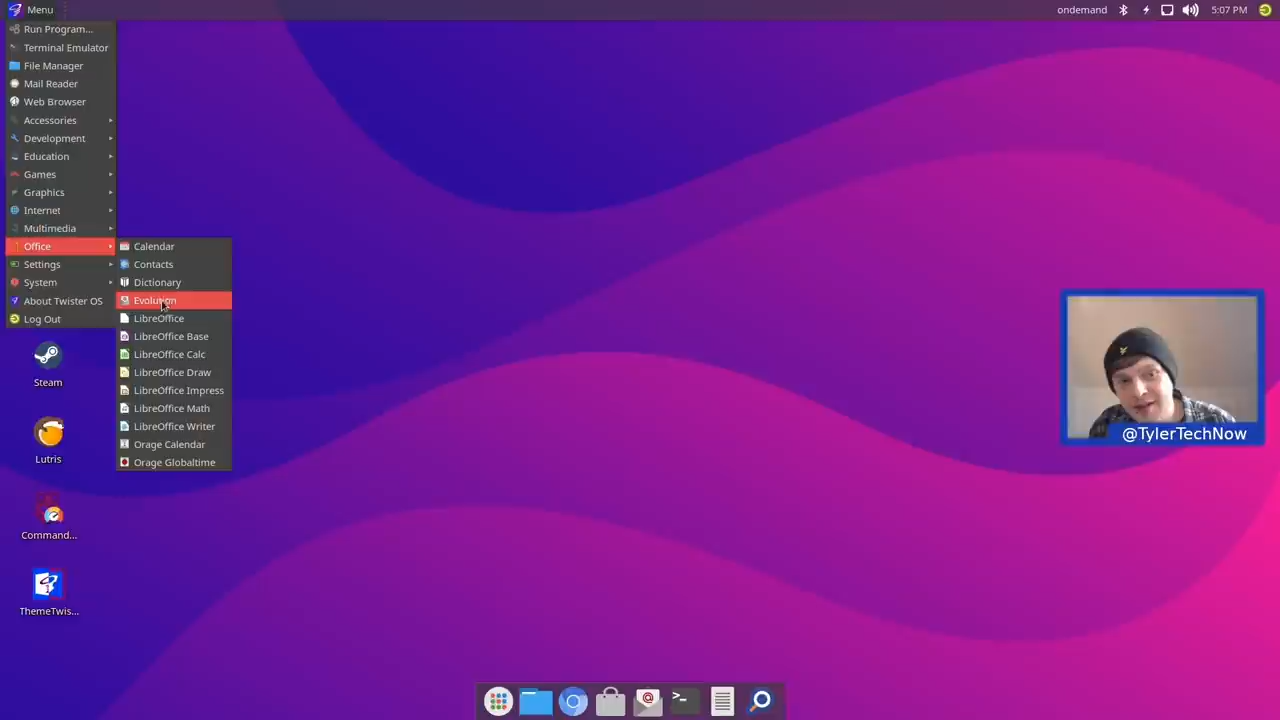 Menu
ondemand
5:07 PM
Run Program...
Terminal Emulator
File Manager
Mail Reader
Web Browser
Accessories
Development
Education
Games
Graphics
Internet
Multimedia
Office
Settings
System
About Twister OS
Log Out
Calendar
Contacts
Dictionary
Evolution
LibreOffice
LibreOffice Base
LibreOffice Calc
LibreOffice Draw
LibreOffice Impress
LibreOffice Math
LibreOffice Writer
Orage Calendar
Orage Globaltime
Steam
Lutris
Command...
ThemeTwis...
@TylerTechNow